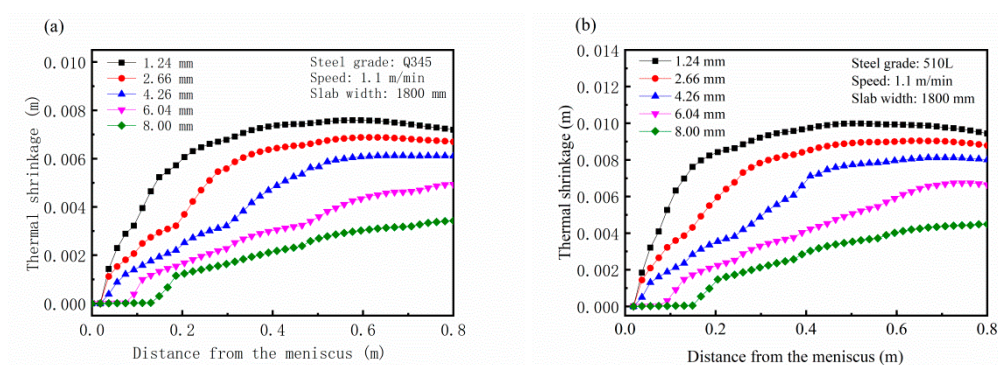 (a)
Thermal shrinkage (m)
0.010
0.008
0.006
0.004
0.002
0.000
1.24 mm
2.66 mm
4.26 mm
6.04 mm
8.00 mm
Steel grade: Q345
Speed: 1.1 m/min
Slab width: 1800 mm
0.0 0.2 0.4 0.6 0.8
Distance from the meniscus (m)
(b)
Thermal shrinkage (m)
0.014
0.012
0.010
0.008
0.006
0.004
0.002
0.000
1.24 mm
2.66 mm
4.26 mm
6.04 mm
8.00 mm
Steel grade: 510L
Speed: 1.1 m/min
Slab width: 1800 mm
0.0 0.2 0.4 0.6 0.8
Distance from the meniscus (m)